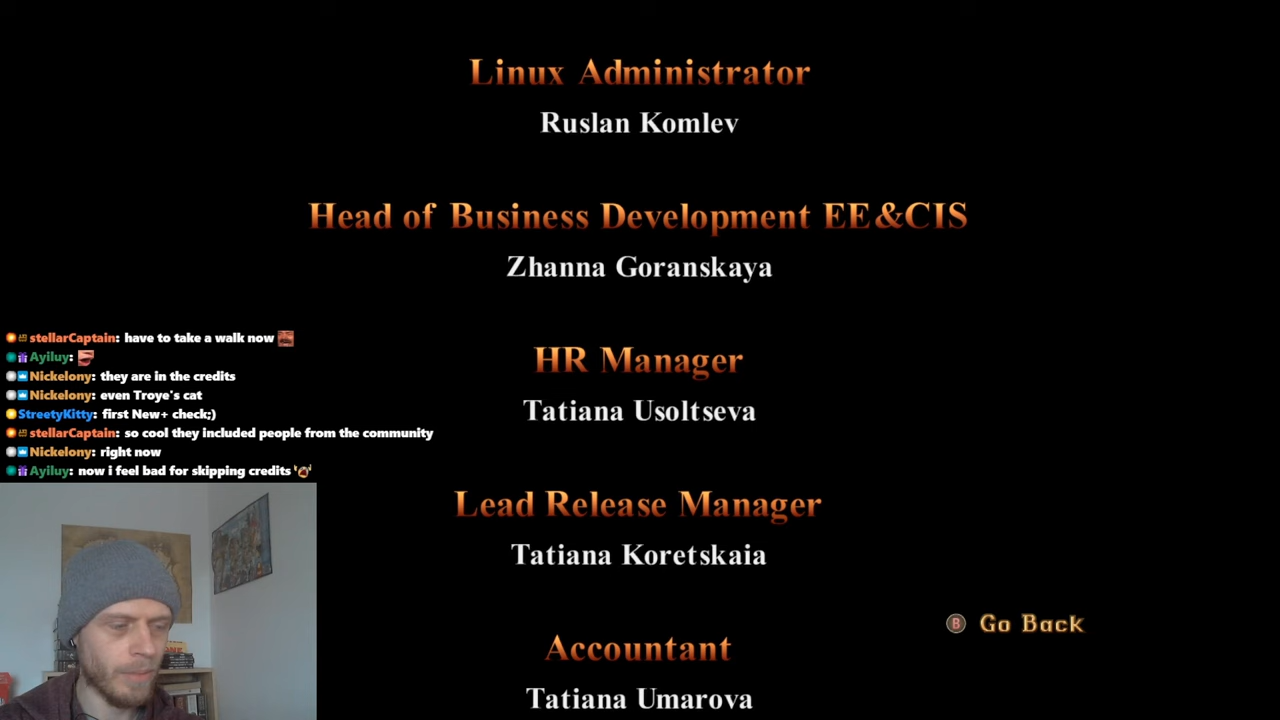 Linux Administrator
Ruslan Komlev
Head of Business Development EE&CIS
Zhanna Goranskaya
HR Manager
Tatiana Usoltseva
Lead Release Manager
Tatiana Koretskaia
Accountant
Tatiana Umarova
B Go Back
stellarCaptain: have to take a walk now
Ayiluy:
Nickelony: they are in the credits
Nickelony: even Troye's cat
StreetyKitty: first New+ check;)
stellarCaptain: so cool they included people from the community
Nickelony: right now
Ayiluy: now i feel bad for skipping credits